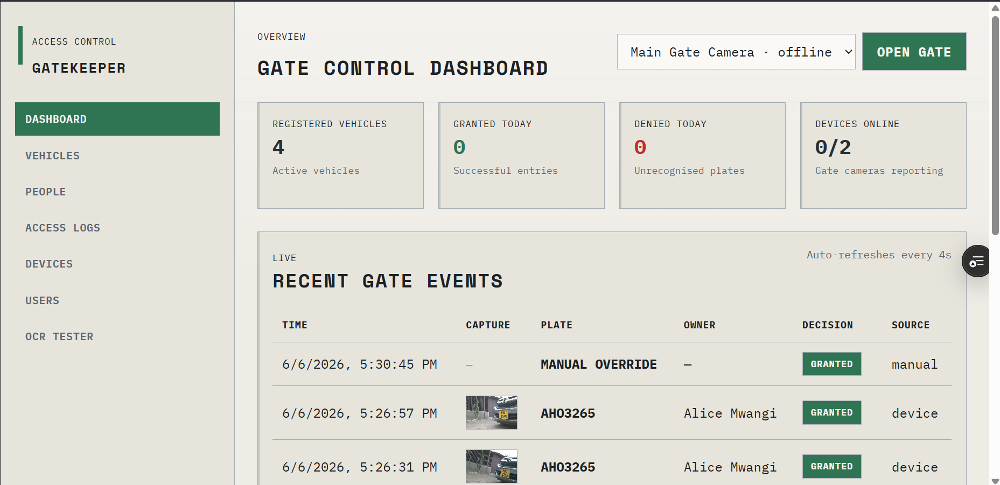 ACCESS CONTROL
GATEKEEPER
DASHBOARD
VEHICLES
PEOPLE
ACCESS LOGS
DEVICES
USERS
OCR TESTER
OVERVIEW
GATE CONTROL DASHBOARD
Main Gate Camera · offline
OPEN GATE
REGISTERED VEHICLES
4
Active vehicles
GRANTED TODAY
0
Successful entries
DENIED TODAY
0
Unrecognised plates
DEVICES ONLINE
0/2
Gate cameras reporting
LIVE
Auto-refreshes every 4s
RECENT GATE EVENTS
TIME CAPTURE PLATE OWNER DECISION SOURCE
6/6/2026, 5:30:45 PM — MANUAL OVERRIDE — GRANTED manual
6/6/2026, 5:26:57 PM AHO3265 Alice Mwangi GRANTED device
6/6/2026, 5:26:31 PM AHO3265 Alice Mwangi GRANTED device